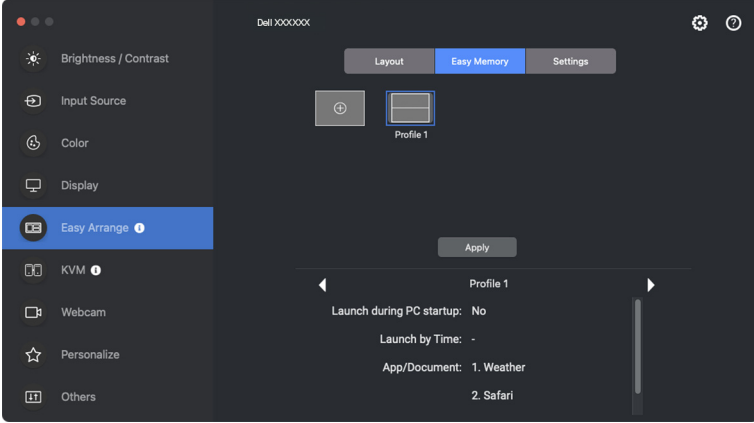 Dell XXXXXX
Brightness / Contrast
Input Source
Color
Display
Easy Arrange
KVM
Webcam
Personalize
Others
Layout Easy Memory Settings
Profile 1
Apply
Profile 1
Launch during PC startup: No
Launch by Time: -
App/Document: 1. Weather
2. Safari